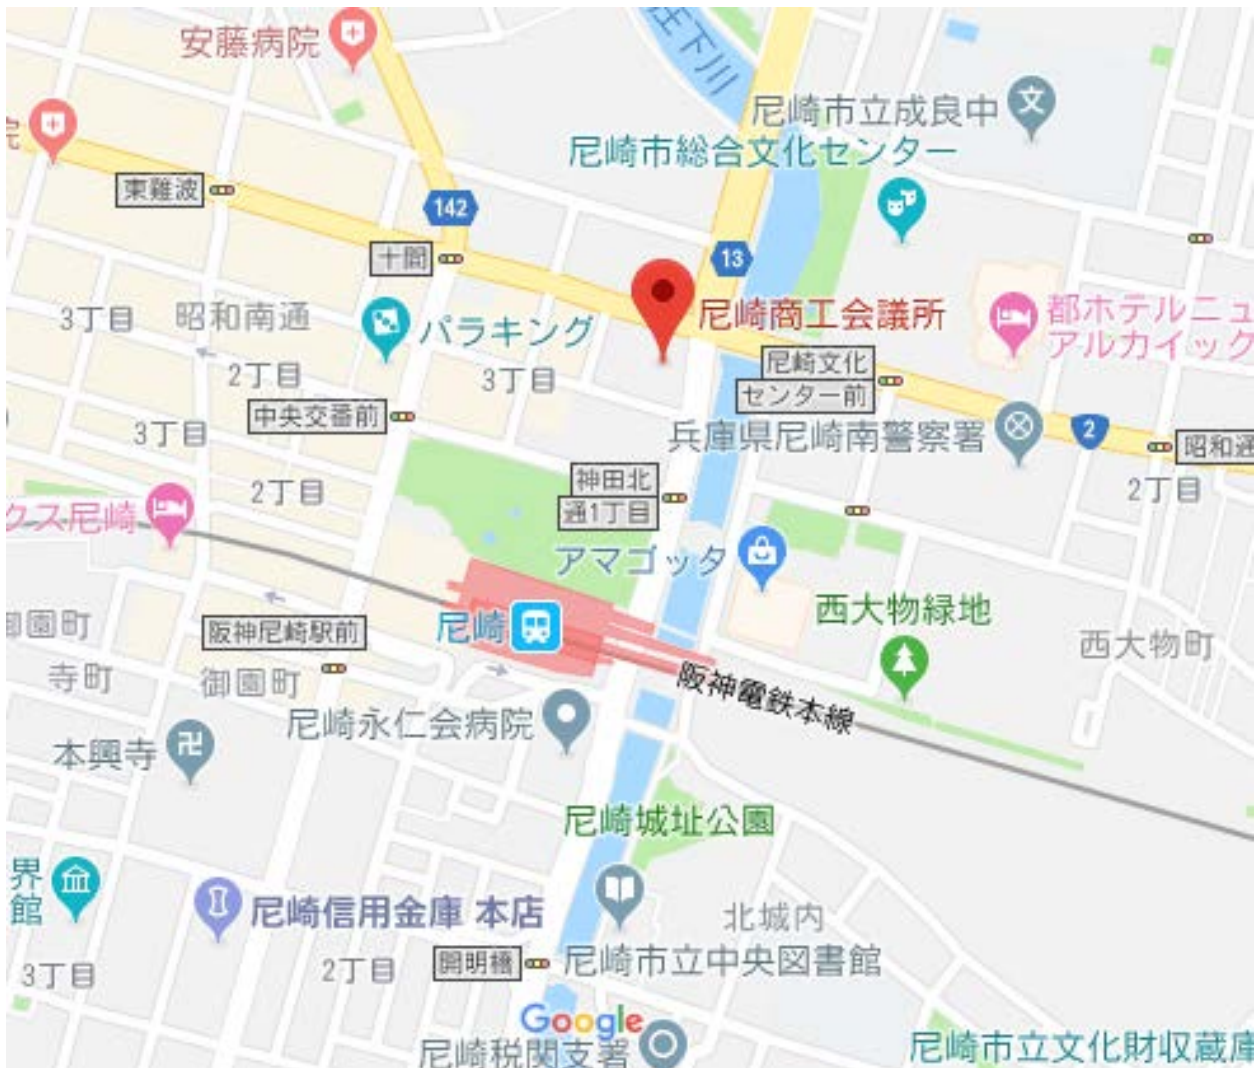 庄下川
安藤病院
尼崎市立成良中
院
尼崎市総合文化センター
東難波
142
十間
13
3丁目
昭和南通
パラキング
尼崎商工会議所
都ホテルニュ
アルカイック
2丁目
3丁目
尼崎文化
センター前
中央交番前
3丁目
兵庫県尼崎南警察署
2
昭和通
2丁目
神田北
通1丁目
2丁目
クス尼崎
アマゴッタ
西大物緑地
御園町
阪神尼崎駅前
尼崎
西大物町
寺町
御園町
阪神電鉄本線
尼崎永仁会病院
本興寺
尼崎城址公園
界
館
尼崎信用金庫 本店
北城内
3丁目
2丁目
開明橋
尼崎市立中央図書館
Google
尼崎税関支署
尼崎市立文化財収蔵庫